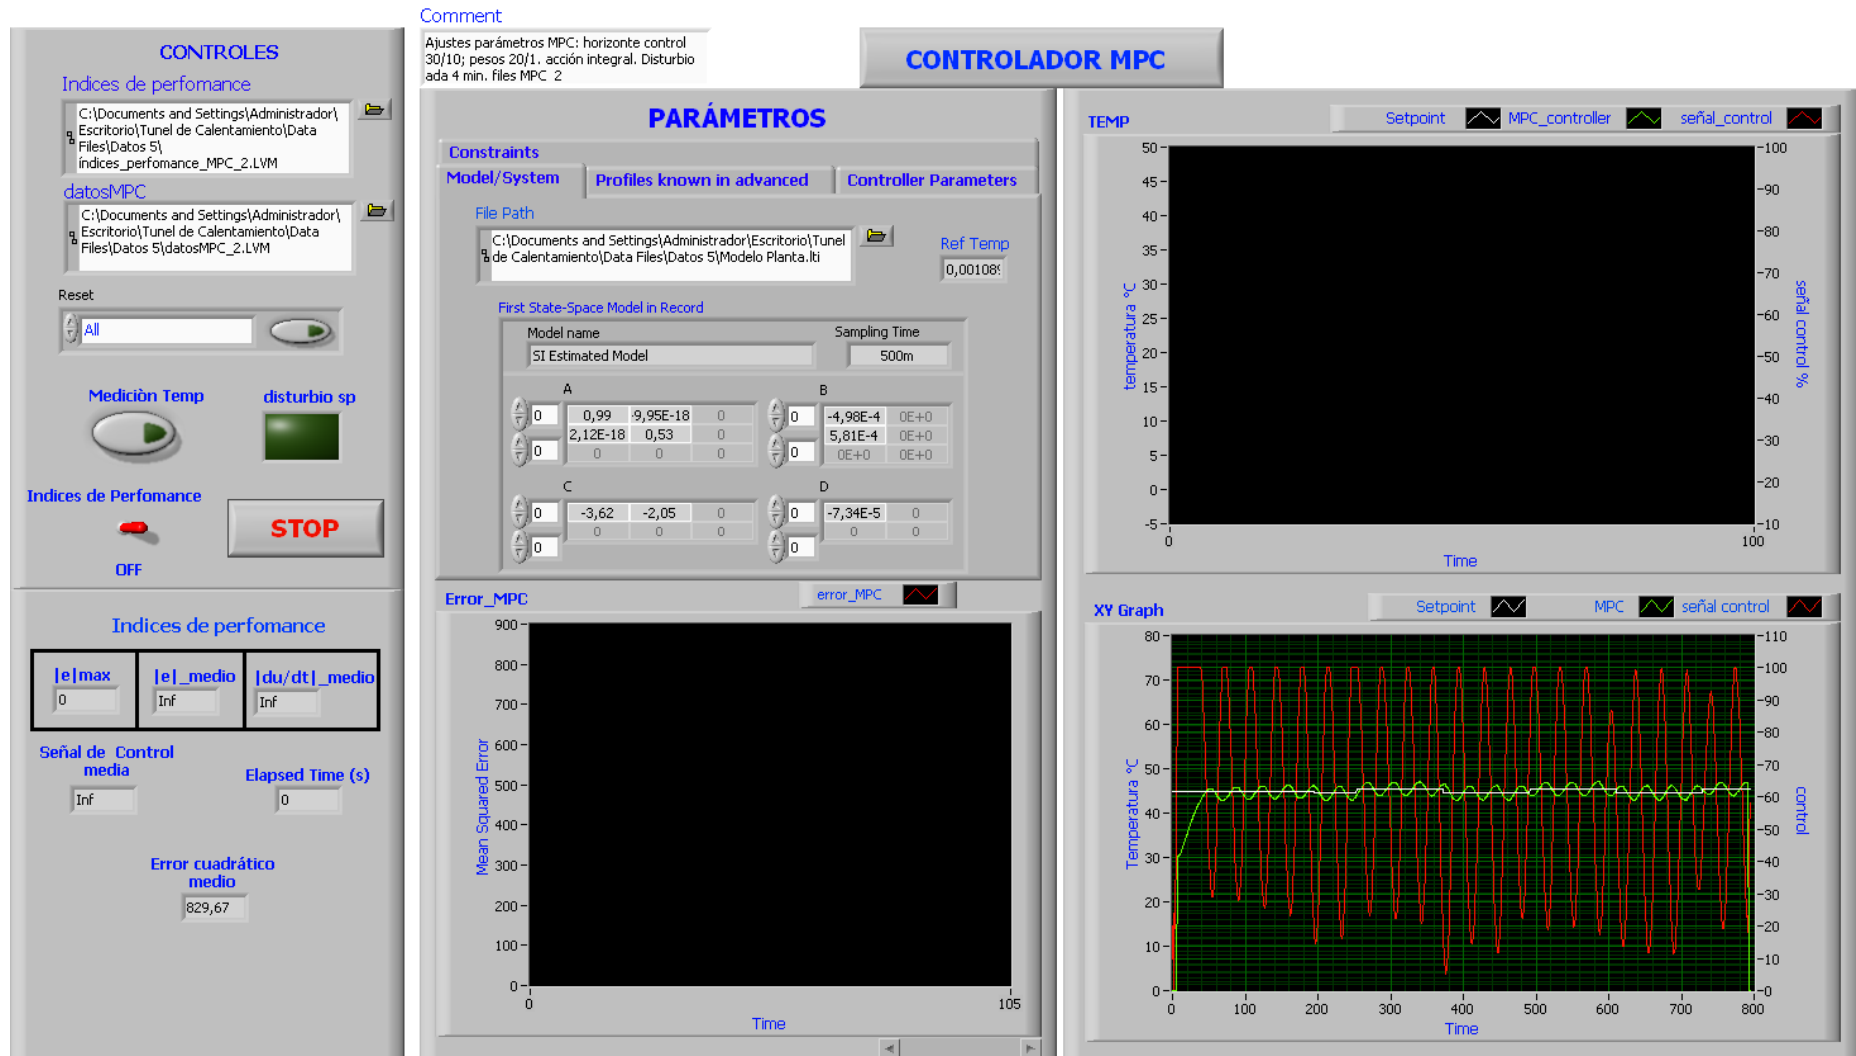 Comment
Ajustes parámetros MPC: horizonte control
30/10; pesos 20/1. acción integral. Disturbio
ada 4 min. files MPC 2
CONTROLADOR MPC
CONTROLES
Indices de perfomance
C:\Documents and Settings\Administrador\
Escritorio\Tunel de Calentamiento\Data
Files\Datos 5\
índices_perfomance_MPC_2.LVM
datosMPC
C:\Documents and Settings\Administrador\
Escritorio\Tunel de Calentamiento\Data
Files\Datos 5\datosMPC_2.LVM
Reset
All
Mediciòn Temp
disturbio sp
Indices de Perfomance
STOP
OFF
Indices de perfomance
|e|max
|e|_medio
|du/dt|_medio
0
Inf
Inf
Señal de Control
media
Inf
Elapsed Time (s)
0
Error cuadrático
medio
829,67
PARÁMETROS
Constraints
Model/System
Profiles known in advanced
Controller Parameters
File Path
C:\Documents and Settings\Administrador\Escritorio\Tunel
de Calentamiento\Data Files\Datos 5\Modelo Planta.lti
Ref Temp
First State-Space Model in Record
Model name
Sampling Time
SI Estimated Model
500m
A
0
0
0,99 -9,95E-18 0
2,12E-18 0,53 0
0 0 0
B
0
0
-4,98E-4 0E+0
5,81E-4 0E+0
0E+0 0E+0
C
0
0
-3,62 -2,05 0
0 0 0
D
0
0
-7,34E-5 0
0 0
Error_MPC
error_MPC
Mean Squared Error
900
800
700
600
500
400
300
200
100
0
0
105
Time
TEMP
Setpoint
MPC_controller
señal_control
temperatura °C
50
45
40
35
30
25
20
15
10
5
0
-5
100
90
80
70
60
50
40
30
20
10
señal control %
0
100
Time
XY Graph
Setpoint
MPC
señal control
Temperatura °C
80
70
60
50
40
30
20
10
0
110
100
90
80
70
60
50
40
30
20
10
0
control
0 100 200 300 400 500 600 700 800
Time